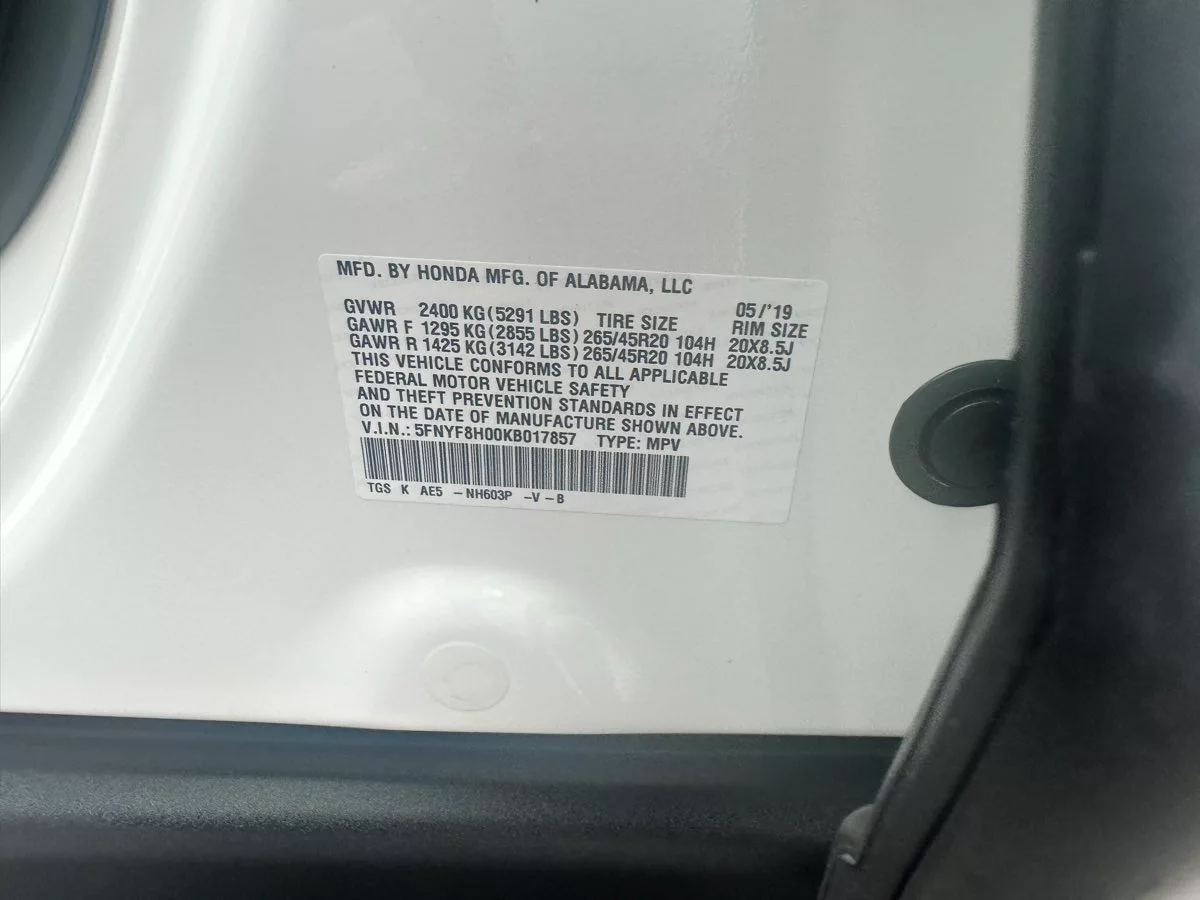 MFD. BY HONDA MFG. OF ALABAMA, LLC
05/'19
GVWR 2400 KG(5291 LBS) TIRE SIZE RIM SIZE
GAWR F 1295 KG(2855 LBS) 265/45R20 104H 20X8.5J
GAWR R 1425 KG(3142 LBS) 265/45R20 104H 20X8.5J
THIS VEHICLE CONFORMS TO ALL APPLICABLE
FEDERAL MOTOR VEHICLE SAFETY
AND THEFT PREVENTION STANDARDS IN EFFECT
ON THE DATE OF MANUFACTURE SHOWN ABOVE.
V.I.N.: 5FNYF8H00KB017857 TYPE: MPV
TGS K AE5 -NH603P -V-B